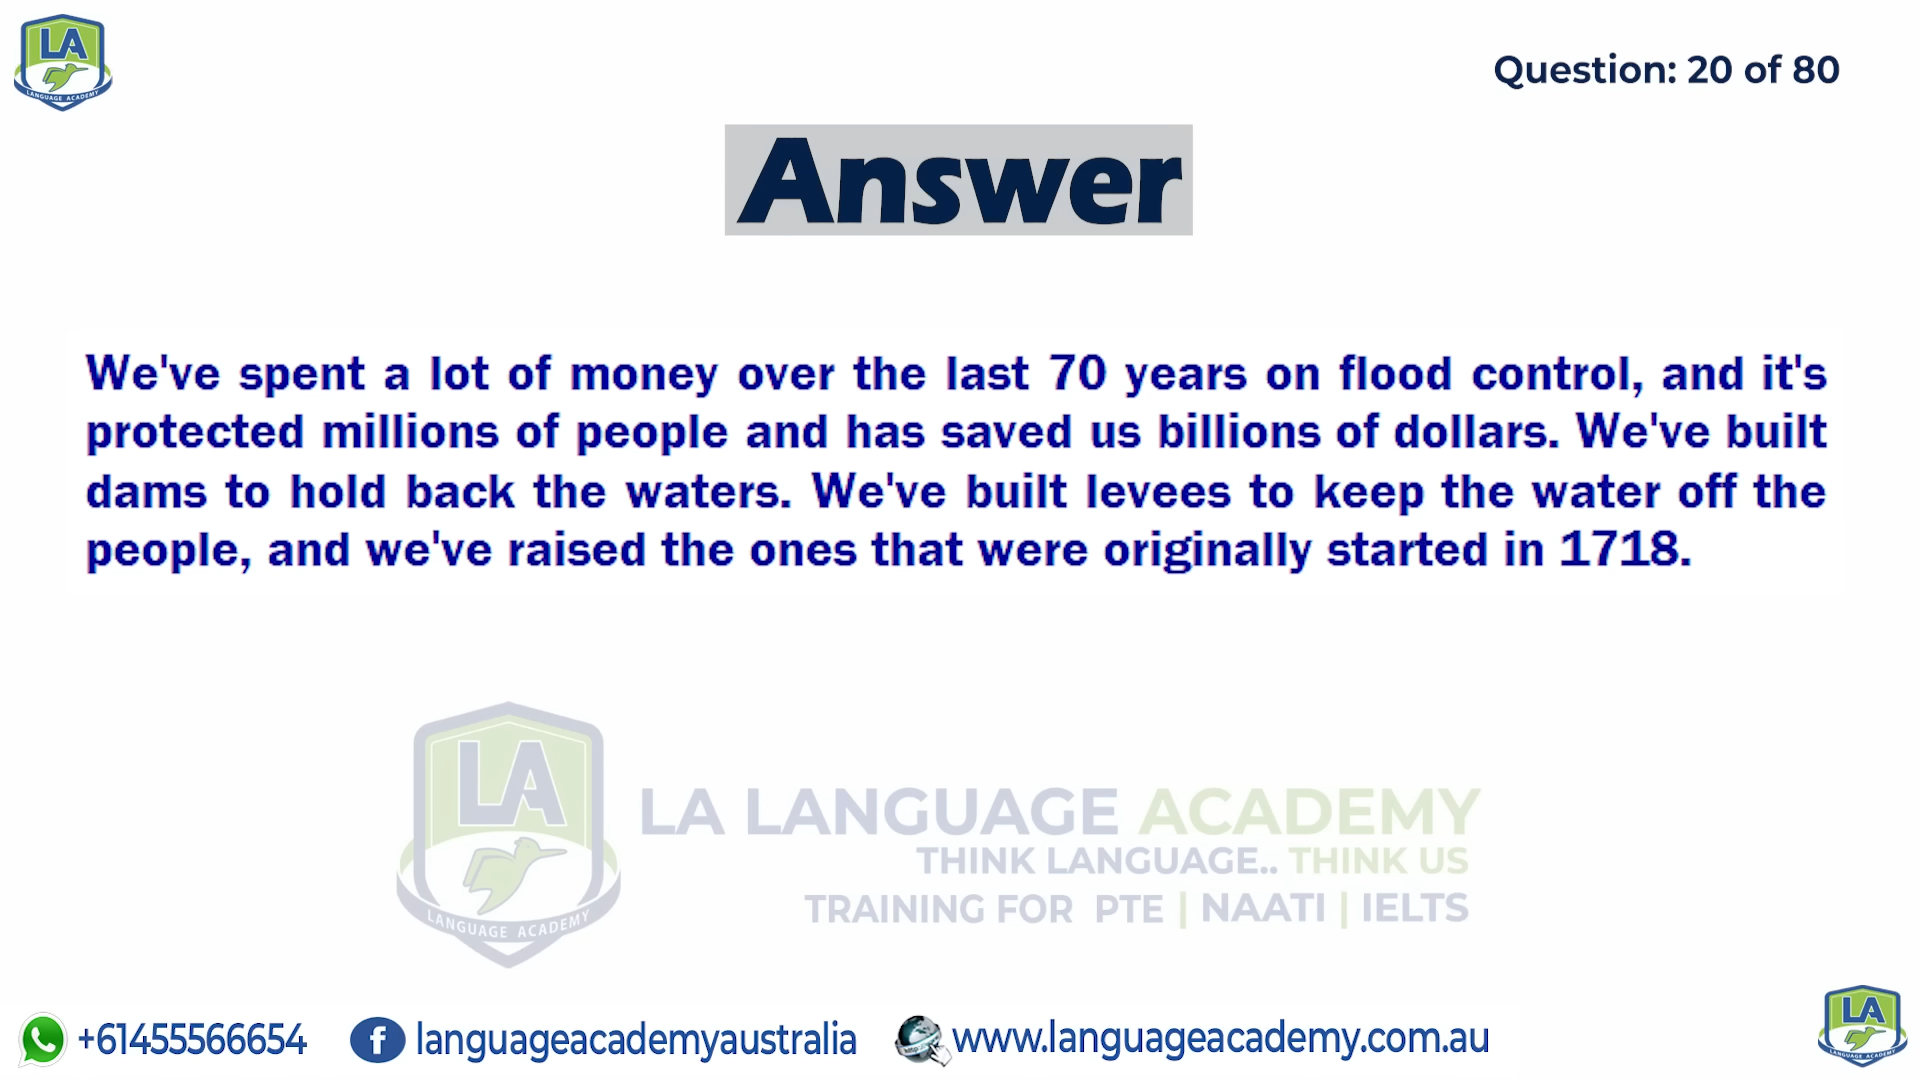 LA
LANGUAGE ACADEMY
Question: 20 of 80
Answer
We've spent a lot of money over the last 70 years on flood control, and it's
protected millions of people and has saved us billions of dollars. We've built
dams to hold back the waters. We've built levees to keep the water off the
people, and we've raised the ones that were originally started in 1718.
LA
LANGUAGE ACADEMY
LA LANGUAGE ACADEMY
THINK LANGUAGE.. THINK US
TRAINING FOR PTE | NAATI | IELTS
+61455566654
f languageacademyaustralia
www.languageacademy.com.au
LA
LANGUAGE ACADEMY